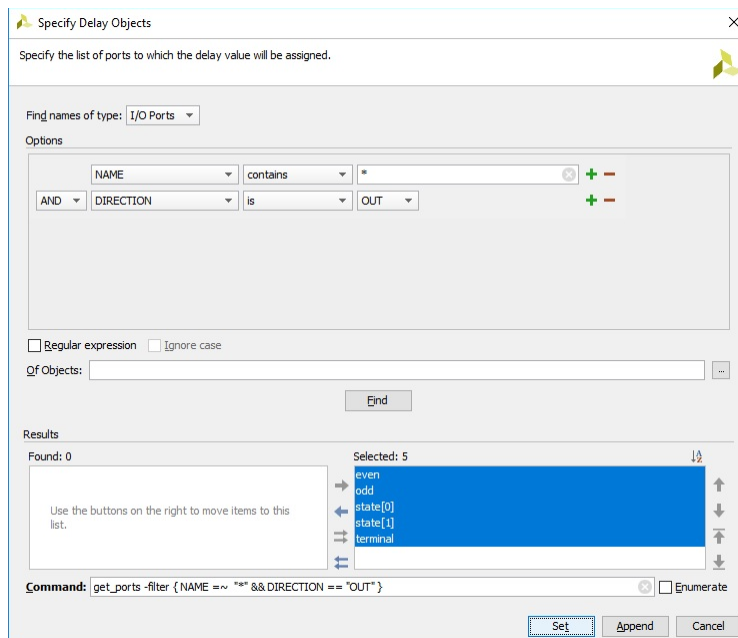 Specify Delay Objects
Specify the list of ports to which the delay value will be assigned.
Find names of type: I/O Ports
Options
NAME contains *
AND DIRECTION is OUT
Regular expression Ignore case
Of Objects: ...
Find
Results
Found: 0 Selected: 5
Use the buttons on the right to move items to this
list.
even
odd
state[0]
state[1]
terminal
Command: get_ports -filter { NAME =~ "*" && DIRECTION == "OUT" } Enumerate
Set Append Cancel